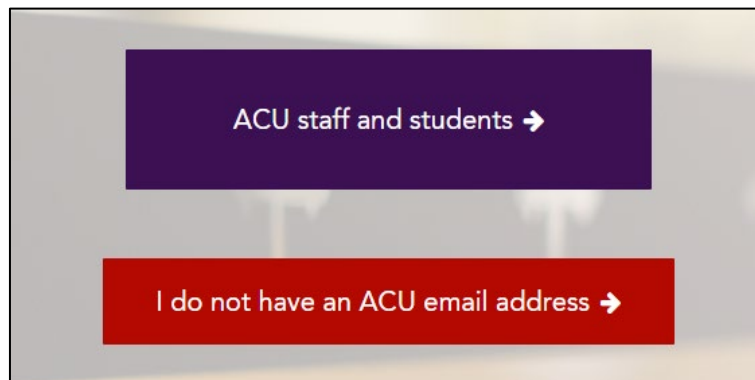 ACU staff and students →
I do not have an ACU email address →